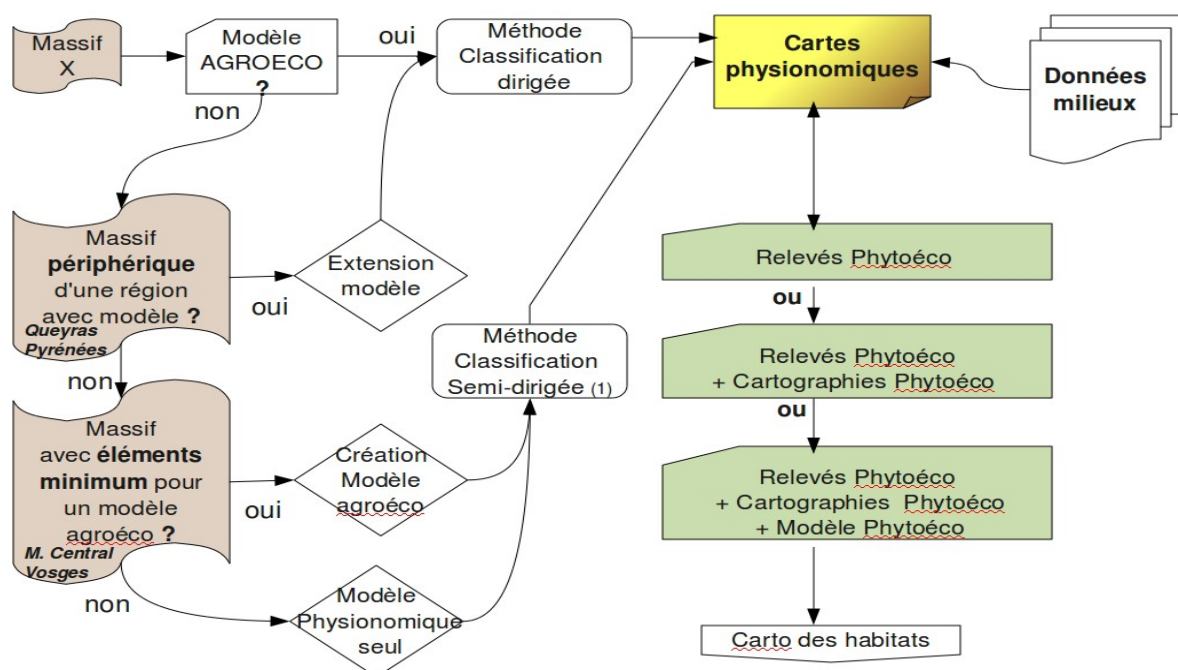 Massif
X
Modèle
AGROECO
?
oui
non
Méthode
Classification
dirigée
Cartes
physionomiques
Données
milieux
Massif
périphérique
d'une région
avec modèle ?
Queyras
Pyrénées
oui
non
Extension
modèle
Méthode
Classification
Semi-dirigée (1)
Massif
avec éléments
minimum pour
un modèle
agroéco ?
M. Central
Vosges
oui
non
Création
Modèle
agroéco
Modèle
Physionomique
seul
Relevés Phytoéco
ou
Relevés Phytoéco
+ Cartographies Phytoéco
ou
Relevés Phytoéco
+ Cartographies Phytoéco
+ Modèle Phytoéco
Carto des habitats